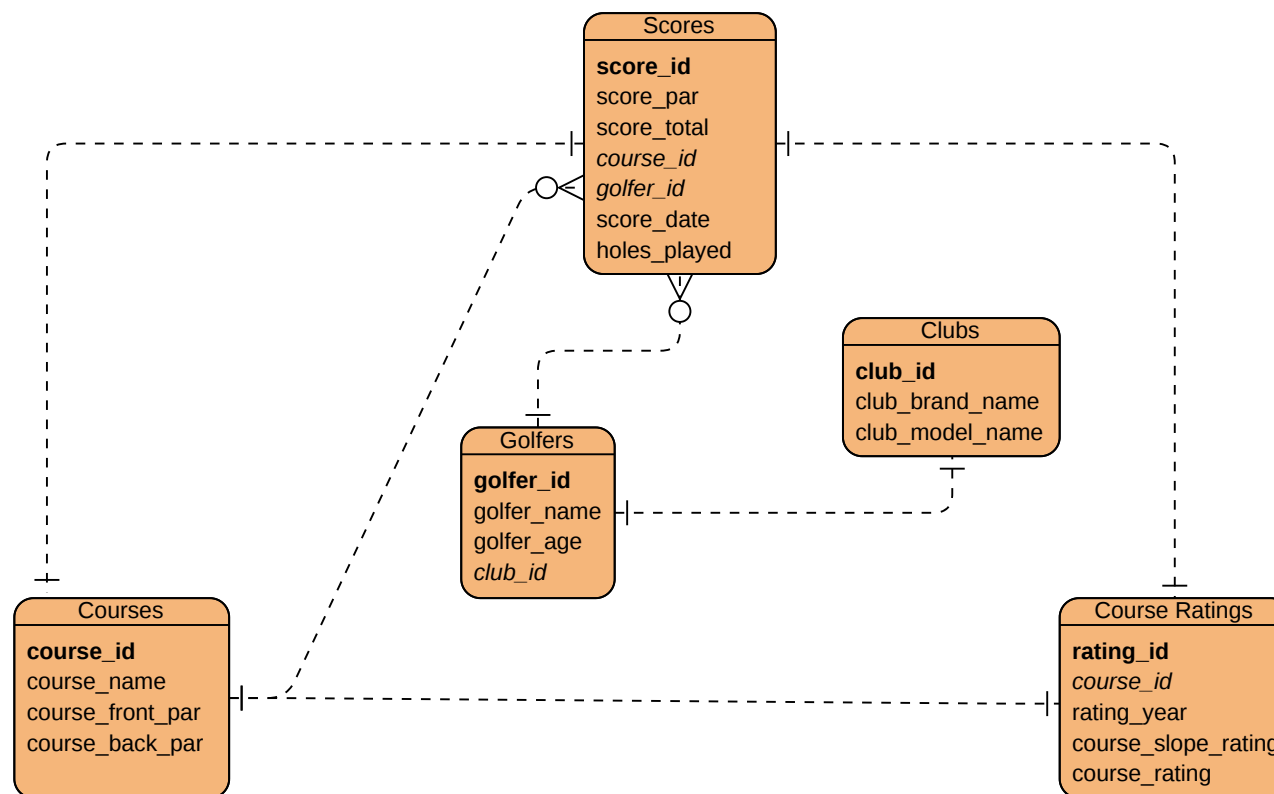 Scores
score_id
score_par
score_total
course_id
golfer_id
score_date
holes_played
Clubs
club_id
club_brand_name
club_model_name
Golfers
golfer_id
golfer_name
golfer_age
club_id
Courses
course_id
course_name
course_front_par
course_back_par
Course Ratings
rating_id
course_id
rating_year
course_slope_rating
course_rating